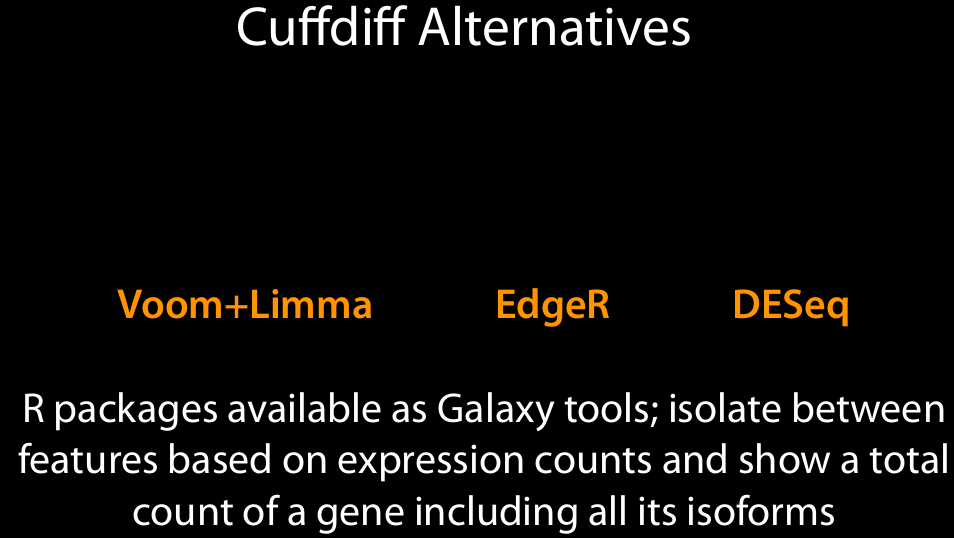 Cuffdiff Alternatives
Voom+Limma EdgeR DESeq
R packages available as Galaxy tools; isolate between
features based on expression counts and show a total
count of a gene including all its isoforms